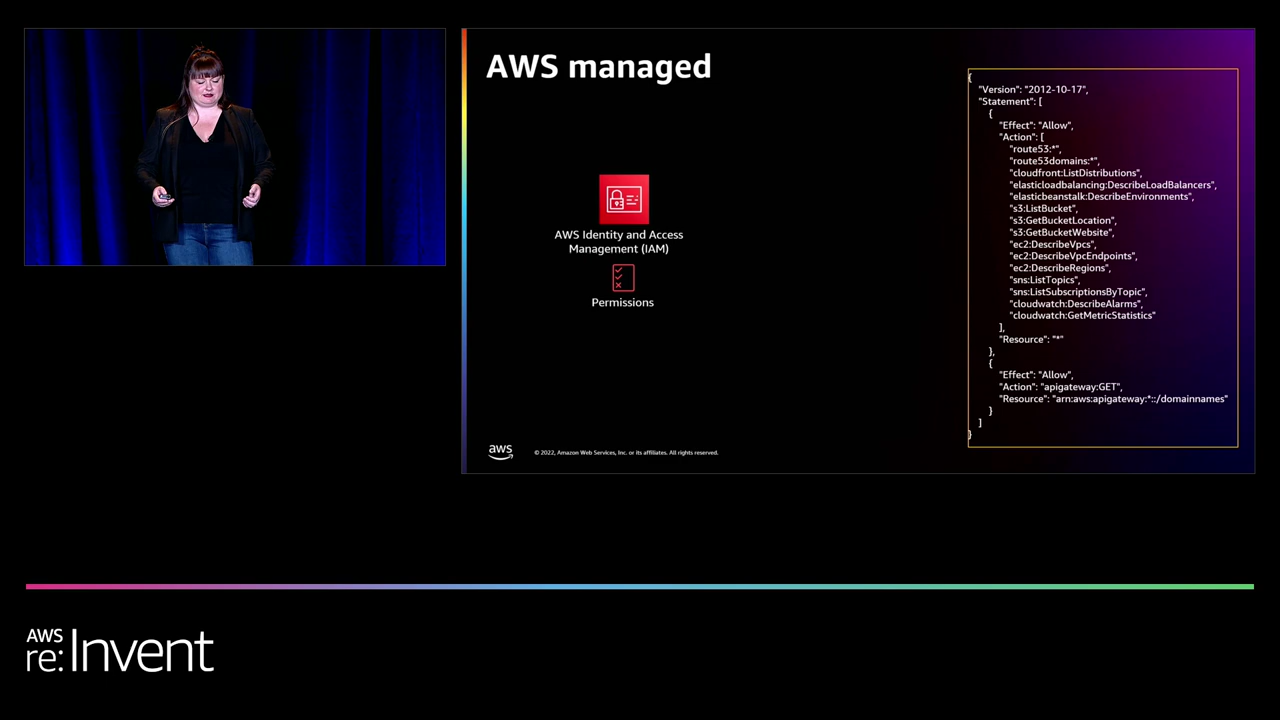 AWS managed
AWS Identity and Access
Management (IAM)
Permissions
{
"Version": "2012-10-17",
"Statement": [
{
"Effect": "Allow",
"Action": [
"route53:*",
"route53domains:*",
"cloudfront:ListDistributions",
"elasticloadbalancing:DescribeLoadBalancers",
"elasticbeanstalk:DescribeEnvironments",
"s3:ListBucket",
"s3:GetBucketLocation",
"s3:GetBucketWebsite",
"ec2:DescribeVpcs",
"ec2:DescribeVpcEndpoints",
"ec2:DescribeRegions",
"sns:ListTopics",
"sns:ListSubscriptionsByTopic",
"cloudwatch:DescribeAlarms",
"cloudwatch:GetMetricStatistics"
],
"Resource": "*"
},
{
"Effect": "Allow",
"Action": "apigateway:GET",
"Resource": "arn:aws:apigateway:*::/domainnames"
}
]
}
aws
© 2022, Amazon Web Services, Inc. or its affiliates. All rights reserved.
AWS
re:Invent